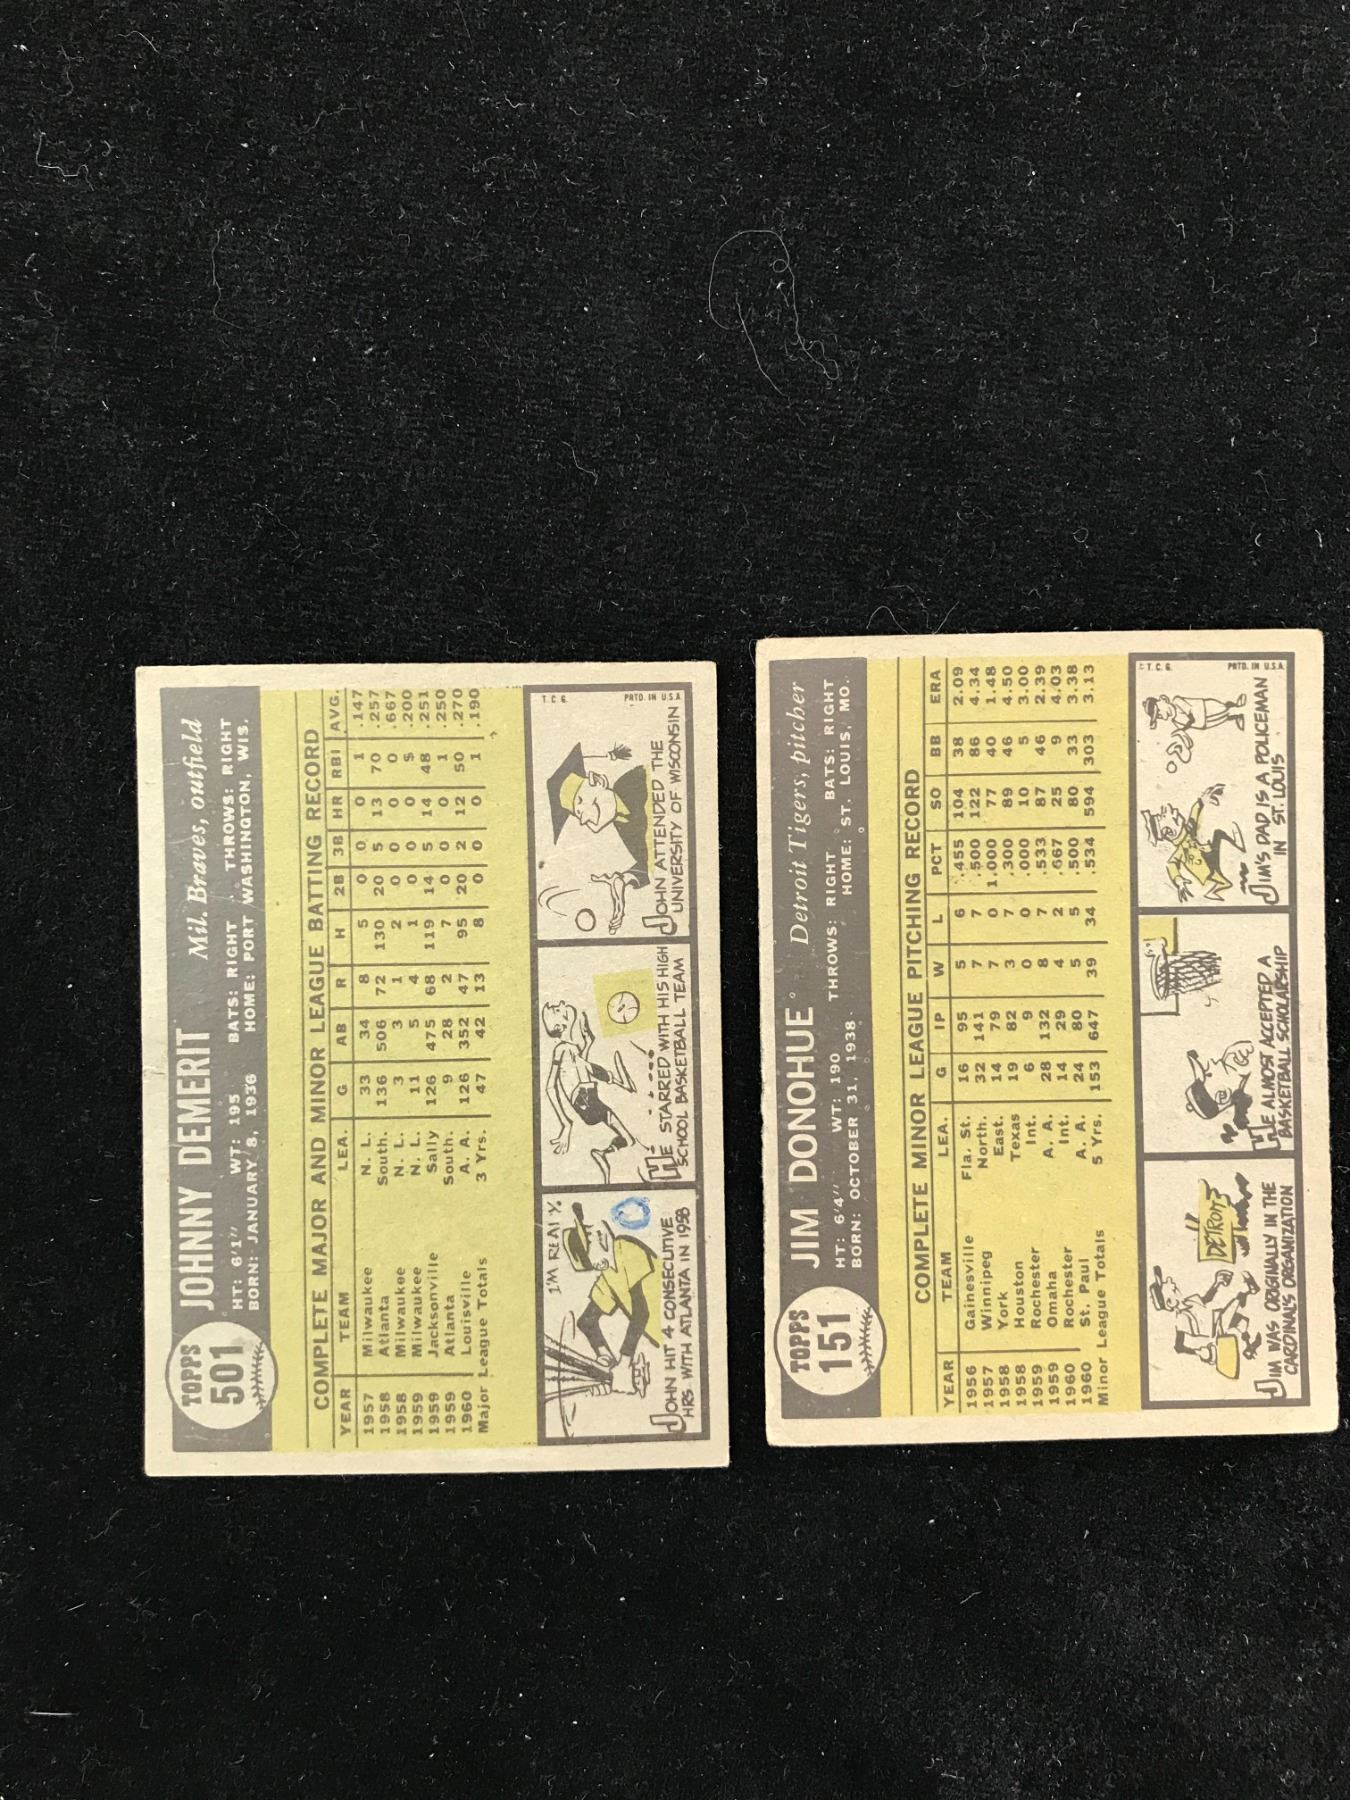 TOPPS
501
JOHNNY DEMERIT Mil. Braves, outfield
HT: 6'1" WT: 195 BATS: RIGHT THROWS: RIGHT
BORN: JANUARY 8, 1936 HOME: PORT WASHINGTON, WIS.
COMPLETE MAJOR AND MINOR LEAGUE BATTING RECORD
YEAR TEAM LEA. G AB R H 2B 3B HR RBI AVG.
1957 Milwaukee N. L. 33 34 8 5 0 0 0 1 .147
1958 Atlanta South. 136 506 72 130 20 5 13 70 .257
1958 Milwaukee N. L. 3 3 1 2 0 0 0 0 .667
1959 Milwaukee N. L. 11 5 4 1 0 0 0 .200
1959 Jacksonville Sally 126 475 68 119 14 5 14 48 .251
1959 Atlanta South. 9 28 2 7 0 0 0 1 .250
1960 Louisville A. A. 126 352 47 95 20 2 12 50 .270
Major League Totals 3 Yrs. 47 42 13 8 0 0 0 1 .190
I'M REALLY
JOHN HIT 4 CONSECUTIVE
HRS WITH ATLANTA IN 1958
HE STARRED WITH HIS HIGH
SCHOOL BASKETBALL TEAM
JOHN ATTENDED THE
UNIVERSITY OF WISCONSIN
T.C.G. PRTD. IN U.S.A.
TOPPS
151
JIM DONOHUE Detroit Tigers, pitcher
HT: 6'4" WT: 190 THROWS: RIGHT BATS: RIGHT
BORN: OCTOBER 31, 1938 HOME: ST. LOUIS, MO.
COMPLETE MINOR LEAGUE PITCHING RECORD
YEAR TEAM LEA. G IP W L PCT SO BB ERA
1956 Gainesville Fla. St. 16 95 5 6 .455 104 38 2.09
1957 Winnipeg North. 32 141 7 7 .500 122 86 4.34
1958 York East. 14 79 7 0 1.000 77 40 1.48
1958 Houston Texas 19 82 3 7 .300 89 46 4.50
1959 Rochester Int. 6 9 0 0 .000 10 5 3.00
1959 Omaha A. A. 28 132 8 7 .533 87 46 2.39
1960 Rochester Int. 14 29 4 2 .667 25 9 4.03
1960 St. Paul A. A. 24 80 5 5 .500 80 33 3.38
Minor League Totals 5 Yrs. 153 647 39 34 .534 594 303 3.13
DETROIT
JIM WAS ORIGINALLY IN THE
CARDINALS ORGANIZATION
HE ALMOST ACCEPTED A
BASKETBALL SCHOLARSHIP
JIM'S DAD IS A POLICEMAN
IN ST. LOUIS
T.C.G. PRTD. IN U.S.A.